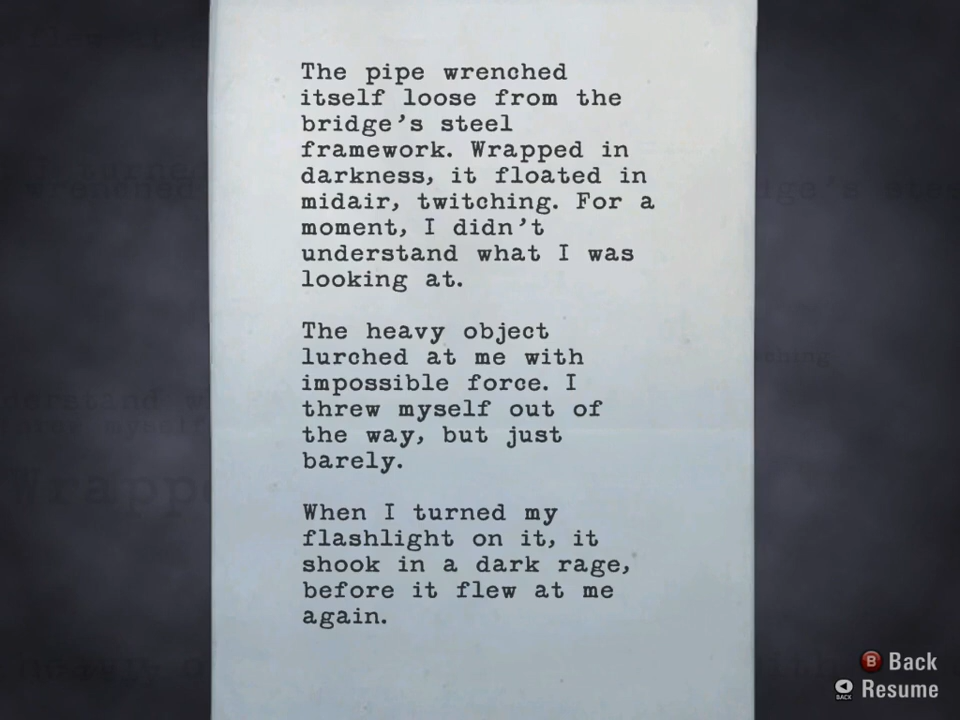 The pipe wrenched
itself loose from the
bridge's steel
framework. Wrapped in
darkness, it floated in
midair, twitching. For a
moment, I didn't
understand what I was
looking at.
The heavy object
lurched at me with
impossible force. I
threw myself out of
the way, but just
barely.
When I turned my
flashlight on it, it
shook in a dark rage,
before it flew at me
again.
B Back
BACK Resume